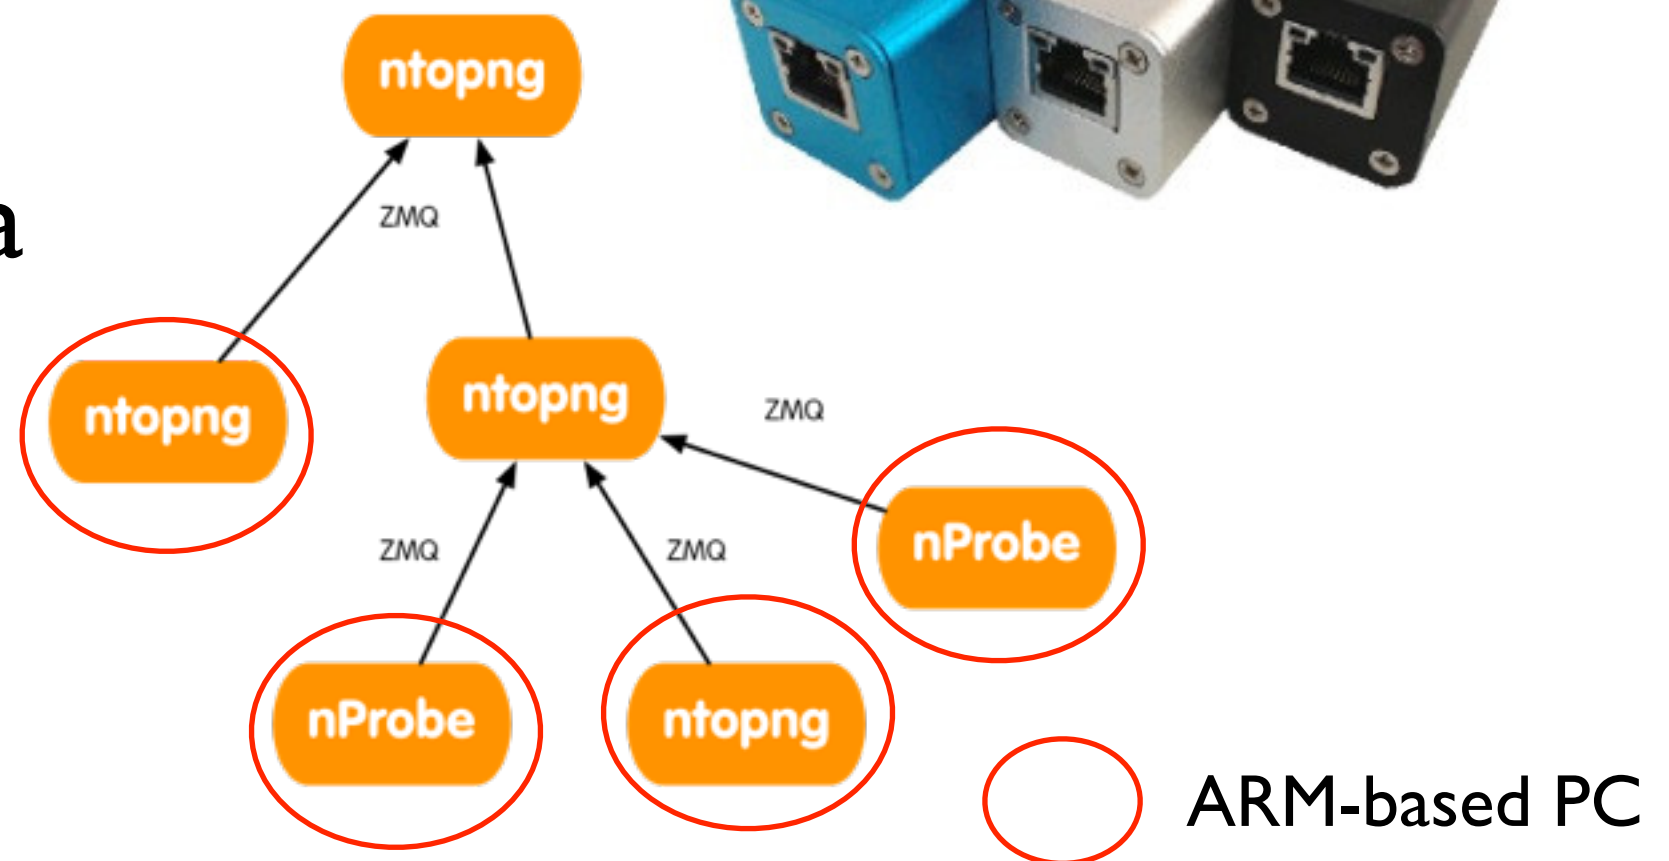 ntopng
ZMQ
a
ntopng
ntopng
ZMQ
nProbe
ZMQ
ZMQ
nProbe
ntopng
ARM-based PC